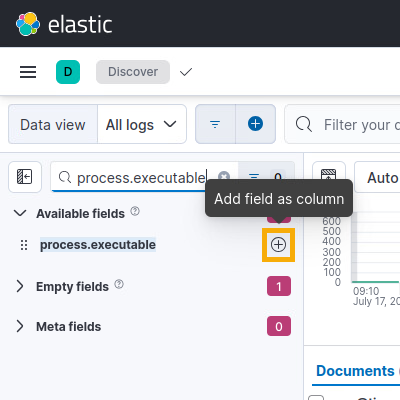 elastic
D Discover
Data view All logs Filter your d
process.executable 0
Auto
Add field as column
Available fields
process.executable
Empty fields 1
Meta fields 0
600
500
400
300
200
100
0
09:10
July 17, 20
Documents (